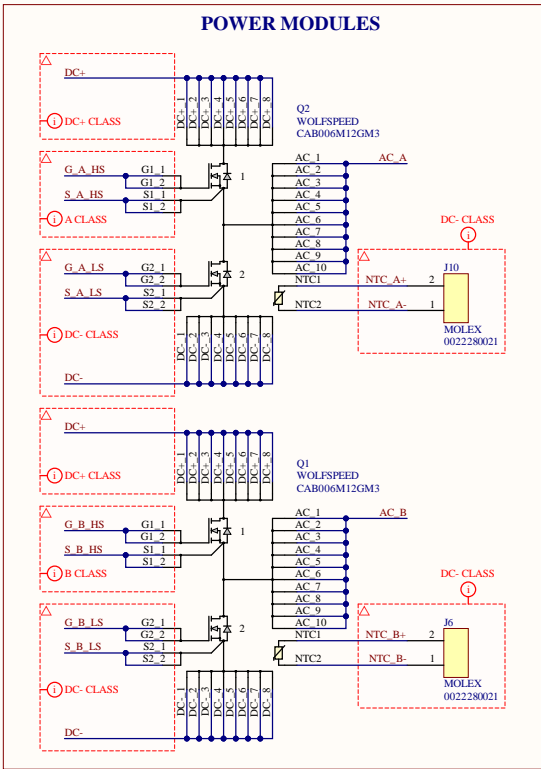 POWER MODULES
DC+
DC+ CLASS
DC+_1
DC+_2
DC+_3
DC+_4
DC+_5
DC+_6
DC+_7
DC+_8
Q2
WOLFSPEED
CAB006M12GM3
G_A_HS
S_A_HS
G1_1
G1_2
S1_1
S1_2
1
A CLASS
AC_1
AC_2
AC_3
AC_4
AC_5
AC_6
AC_7
AC_8
AC_9
AC_10
AC_A
G_A_LS
S_A_LS
G2_1
G2_2
S2_1
S2_2
2
DC- CLASS
DC-
DC-_1
DC-_2
DC-_3
DC-_4
DC-_5
DC-_6
DC-_7
DC-_8
NTC1
NTC2
DC- CLASS
NTC_A+
NTC_A-
2
1
J10
MOLEX
0022280021
DC+
DC+ CLASS
DC+_1
DC+_2
DC+_3
DC+_4
DC+_5
DC+_6
DC+_7
DC+_8
Q1
WOLFSPEED
CAB006M12GM3
G_B_HS
S_B_HS
G1_1
G1_2
S1_1
S1_2
1
B CLASS
AC_1
AC_2
AC_3
AC_4
AC_5
AC_6
AC_7
AC_8
AC_9
AC_10
AC_B
G_B_LS
S_B_LS
G2_1
G2_2
S2_1
S2_2
2
DC- CLASS
DC-
DC-_1
DC-_2
DC-_3
DC-_4
DC-_5
DC-_6
DC-_7
DC-_8
NTC1
NTC2
DC- CLASS
NTC_B+
NTC_B-
2
1
J6
MOLEX
0022280021